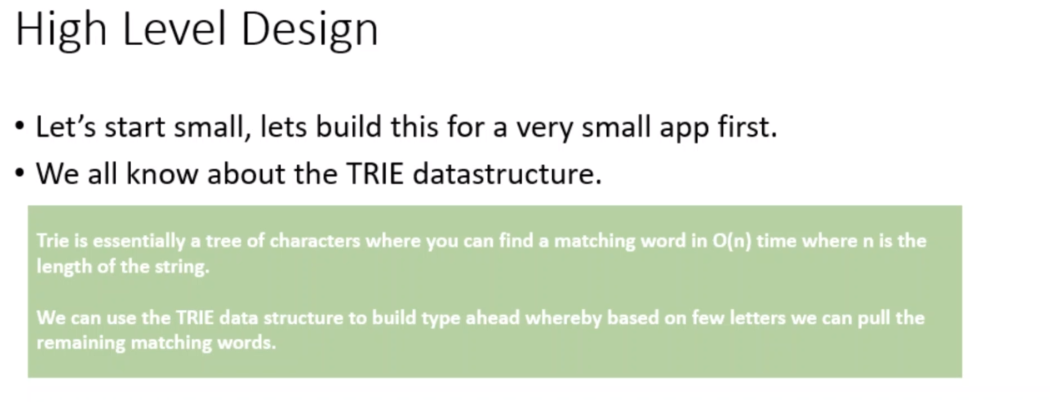 High Level Design
• Let's start small, lets build this for a very small app first.
• We all know about the TRIE datastructure.
Trie is essentially a tree of characters where you can find a matching word in O(n) time where n is the
length of the string.
We can use the TRIE data structure to build type ahead whereby based on few letters we can pull the
remaining matching words.